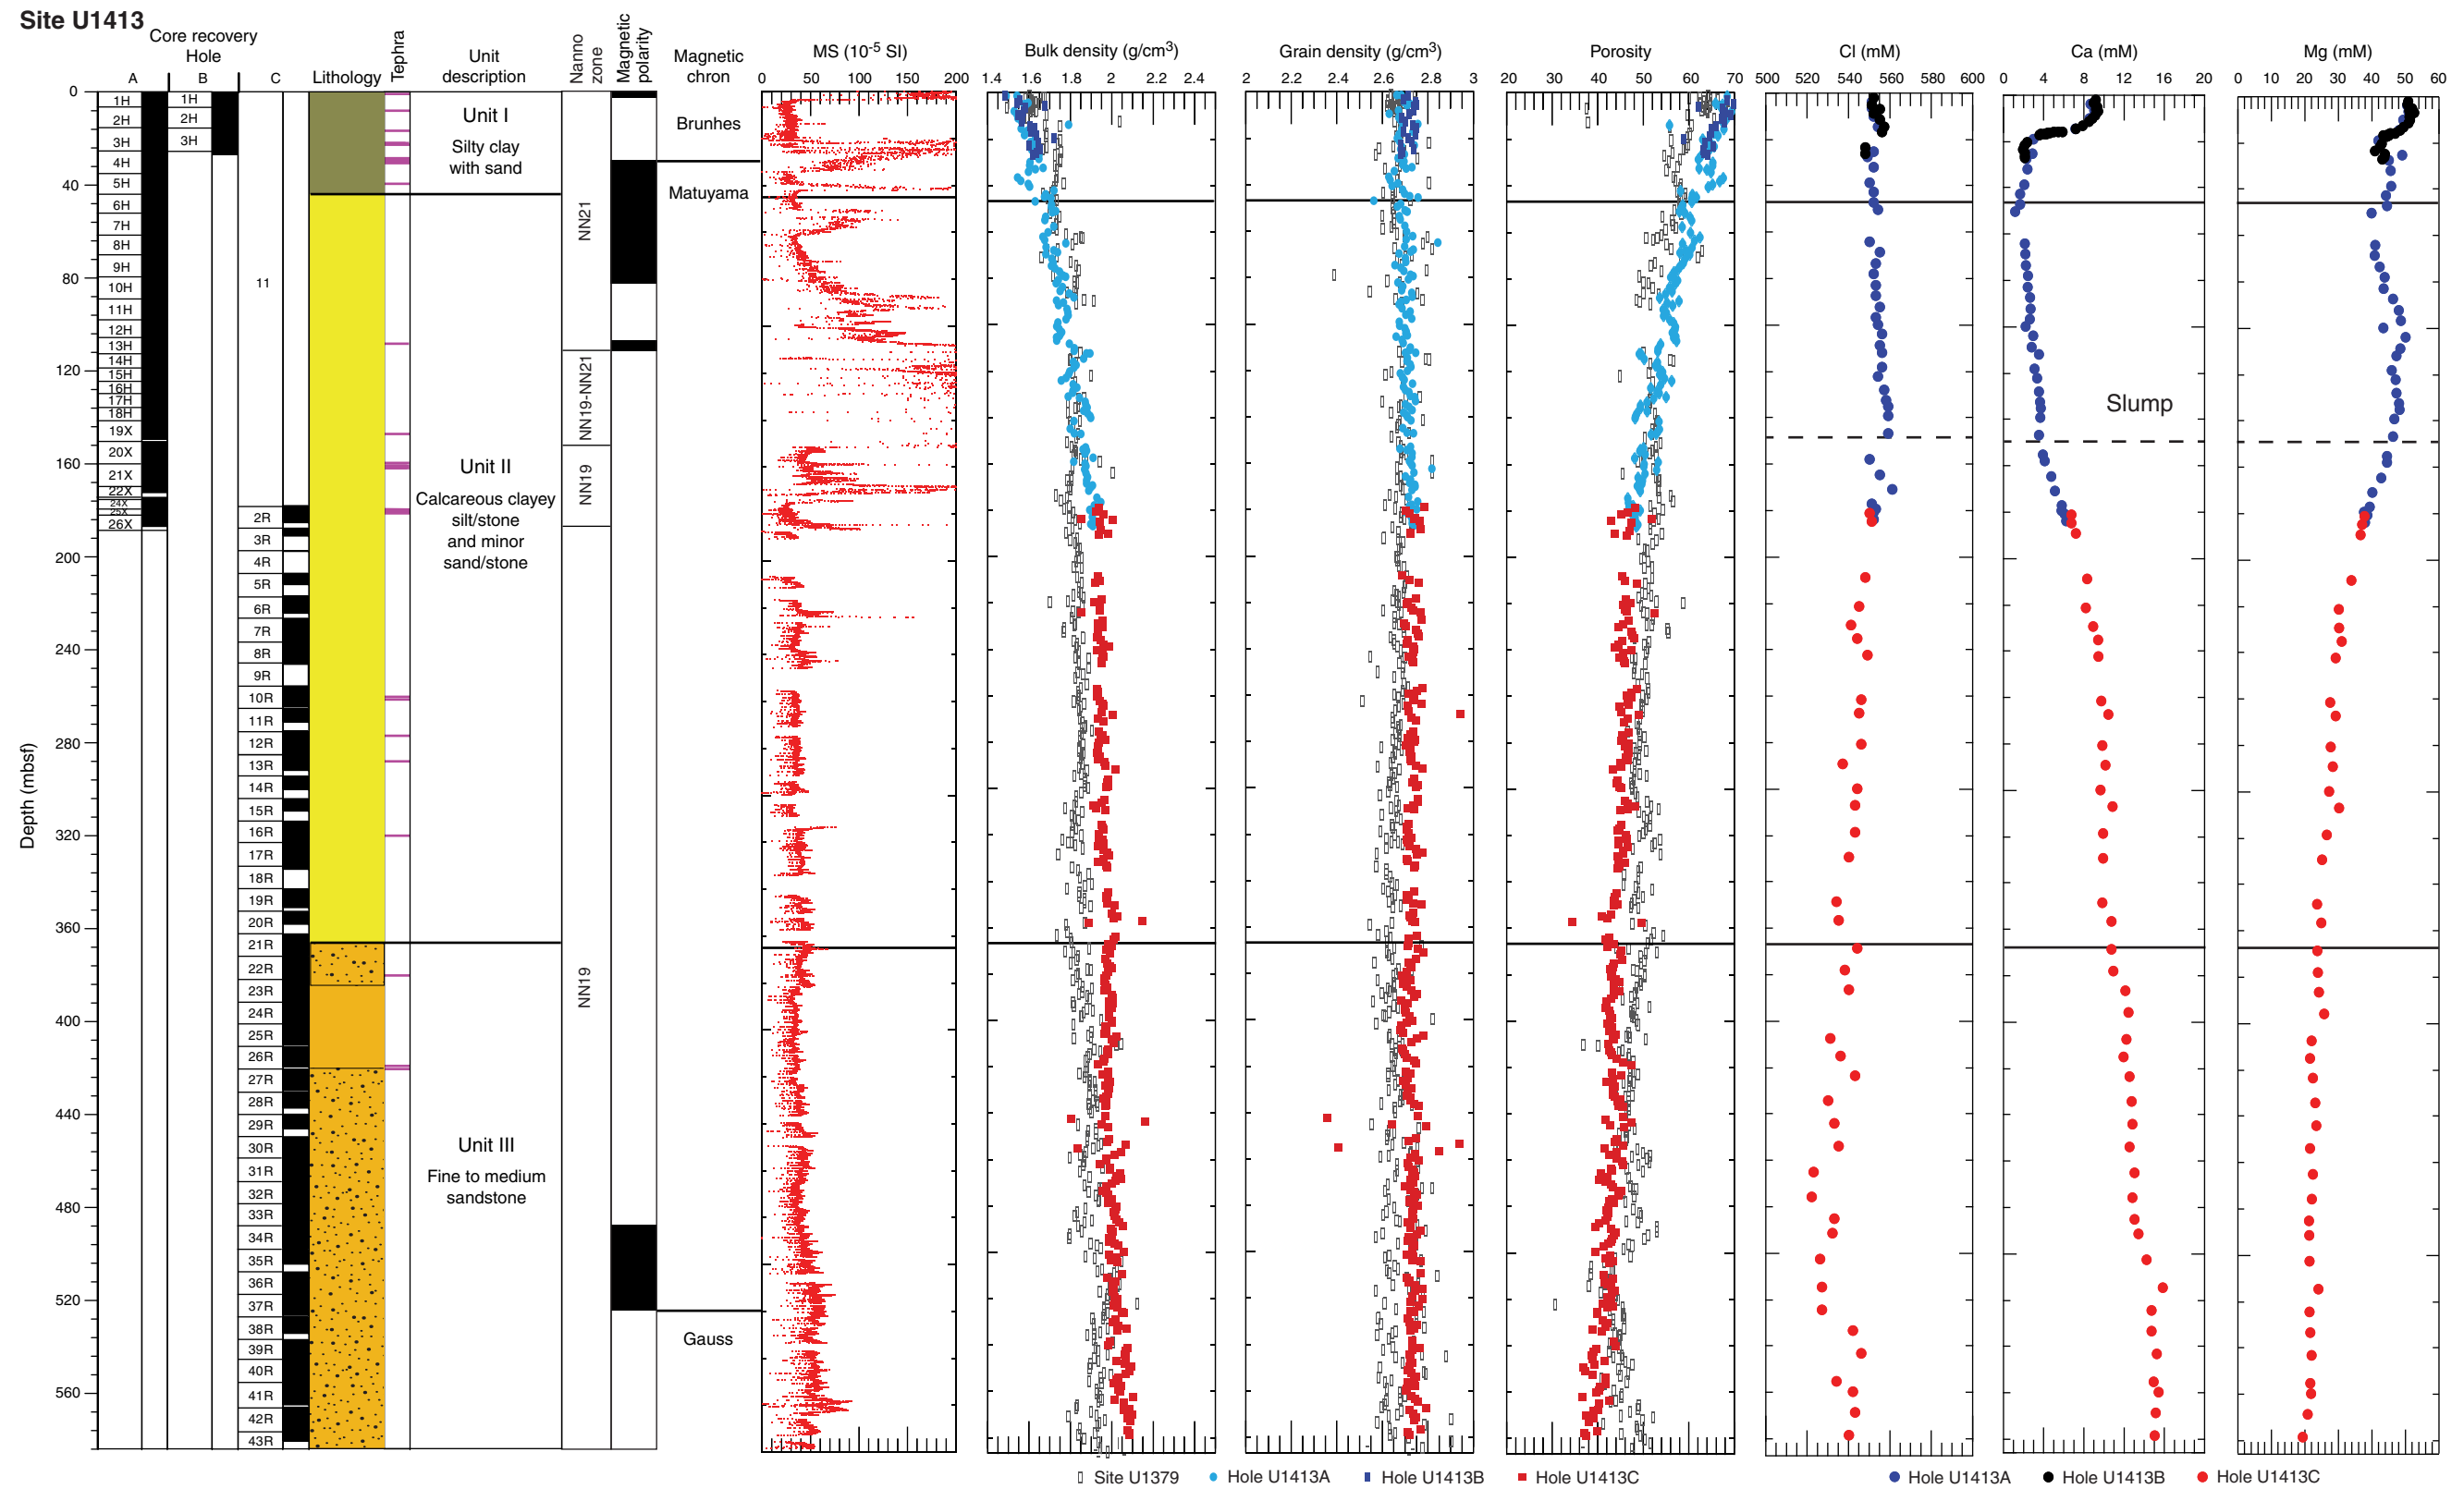 Site U1413
Core recovery
Hole
A B C
Lithology
Tephra
Unit
description
Nanno
zone
Magnetic
polarity
Magnetic
chron
MS (10-5 SI)
0 50 100 150 200
Bulk density (g/cm3)
1.4 1.6 1.8 2 2.2 2.4
Grain density (g/cm3)
2 2.2 2.4 2.6 2.8 3
Porosity
20 30 40 50 60 70
Cl (mM)
500 520 540 560 580 600
Ca (mM)
0 4 8 12 16 20
Mg (mM)
0 10 20 30 40 50 60
Depth (mbsf)
0
40
80
120
160
200
240
280
320
360
400
440
480
520
560
1H
2H
3H
4H
5H
6H
7H
8H
9H
10H
11H
12H
13H
14H
15H
16H
17H
18H
19X
20X
21X
22X
24X
25X
26X
1H
2H
3H
11
2R
3R
4R
5R
6R
7R
8R
9R
10R
11R
12R
13R
14R
15R
16R
17R
18R
19R
20R
21R
22R
23R
24R
25R
26R
27R
28R
29R
30R
31R
32R
33R
34R
35R
36R
37R
38R
39R
40R
41R
42R
43R
Unit I
Silty clay
with sand
Unit II
Calcareous clayey
silt/stone
and minor
sand/stone
Unit III
Fine to medium
sandstone
NN21
NN19-NN21
NN19
NN19
Brunhes
Matuyama
Gauss
Slump
Site U1379 Hole U1413A Hole U1413B Hole U1413C
Hole U1413A Hole U1413B Hole U1413C